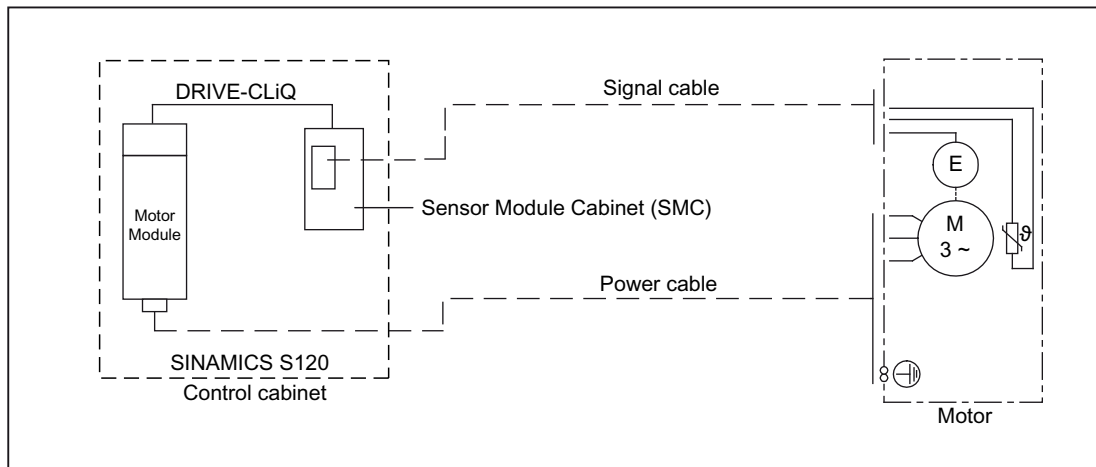 DRIVE-CLiQ
Signal cable
E
Motor
Module
Sensor Module Cabinet (SMC)
M
3 ~
ϑ
Power cable
SINAMICS S120
Control cabinet
Motor